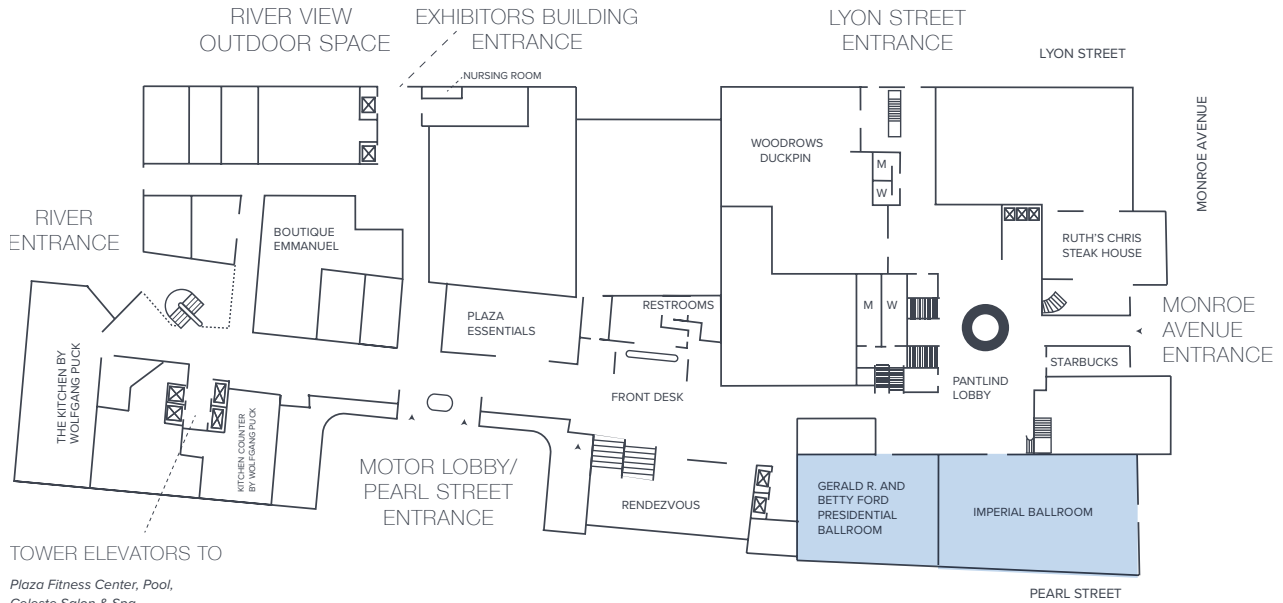 RIVER VIEW
OUTDOOR SPACE
EXHIBITORS BUILDING
ENTRANCE
LYON STREET
ENTRANCE
LYON STREET
NURSING ROOM
MONROE AVENUE
WOODROWS
DUCKPIN
M
W
RIVER
ENTRANCE
BOUTIQUE
EMMANUEL
RUTH'S CHRIS
STEAK HOUSE
PLAZA
ESSENTIALS
RESTROOMS
M
W
MONROE
AVENUE
ENTRANCE
THE KITCHEN BY
WOLFGANG PUCK
STARBUCKS
FRONT DESK
PANTLIND
LOBBY
KITCHEN COUNTER
BY WOLFGANG PUCK
MOTOR LOBBY/
PEARL STREET
ENTRANCE
RENDEZVOUS
GERALD R. AND
BETTY FORD
PRESIDENTIAL
BALLROOM
IMPERIAL BALLROOM
TOWER ELEVATORS TO
Plaza Fitness Center, Pool,
Celeste Salon & Spa
PEARL STREET